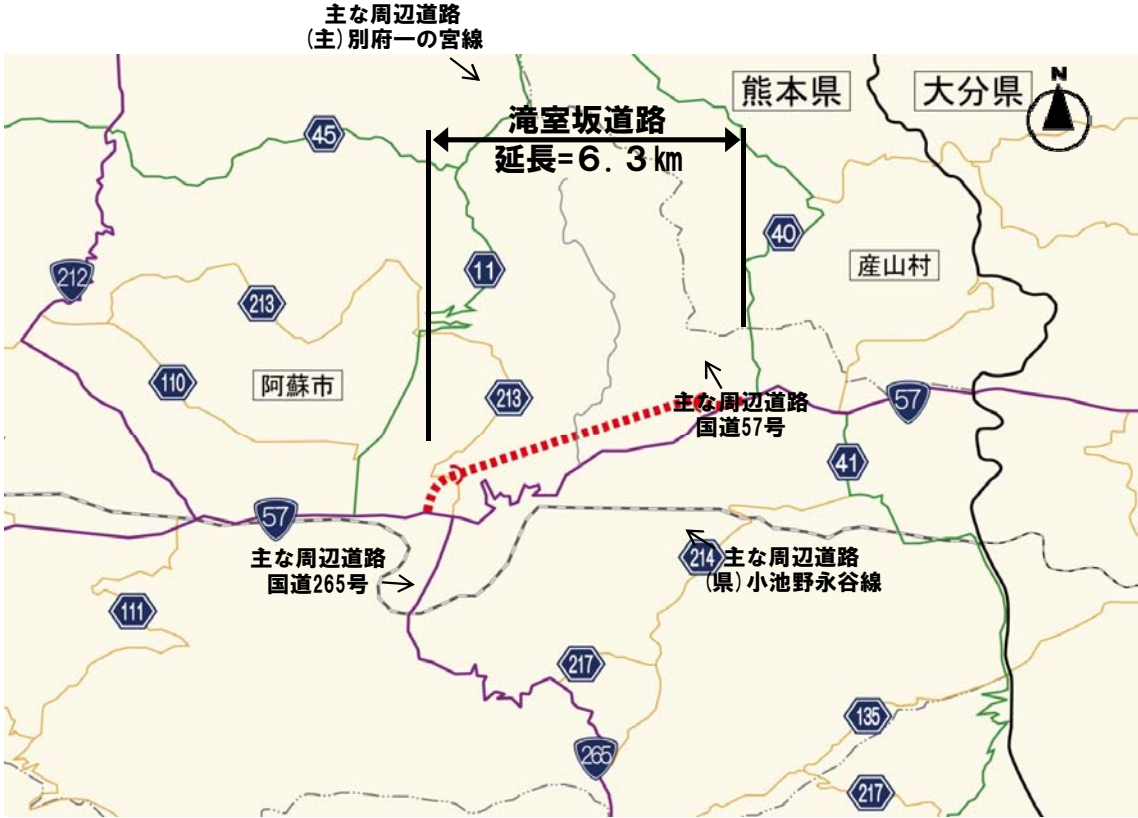 主な周辺道路
(主)別府一の宮線
熊本県
大分県
N
滝室坂道路
延長=6.3km
45
11
40
212
213
産山村
110
阿蘇市
213
57
主な周辺道路
国道57号
41
57
主な周辺道路
国道265号
214
主な周辺道路
(県)小池野永谷線
111
217
135
265
217